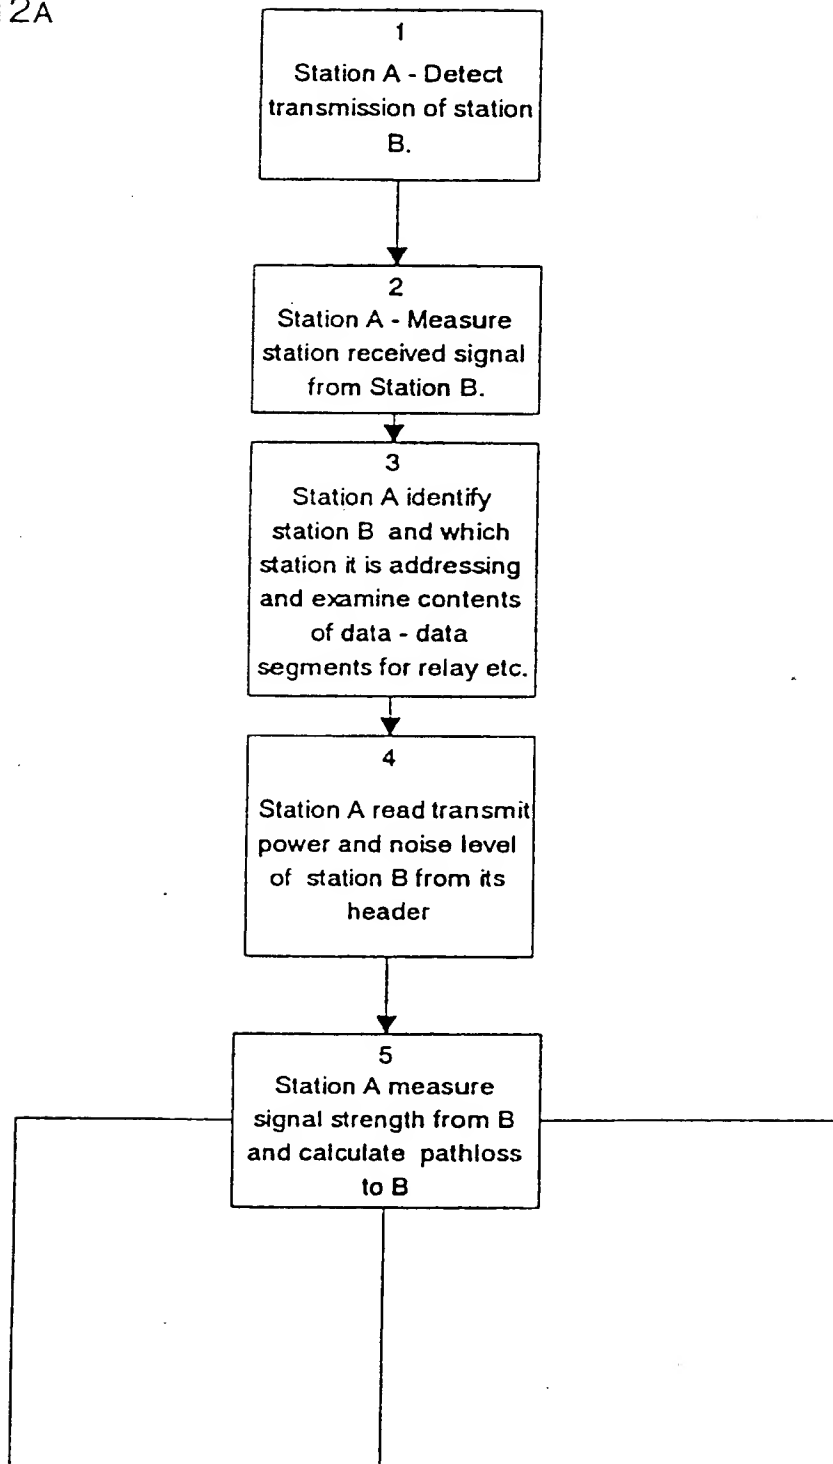 2A
1
Station A - Detect
transmission of station
B.
2
Station A - Measure
station received signal
from Station B.
3
Station A identify
station B and which
station it is addressing
and examine contents
of data - data
segments for relay etc.
4
Station A read transmit
power and noise level
of station B from its
header
5
Station A measure
signal strength from B
and calculate pathloss
to B